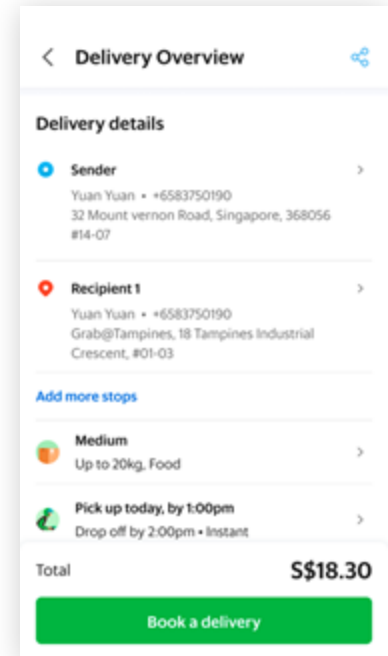 Delivery Overview
Delivery details
Sender
Yuan Yuan • +6583750190
32 Mount vernon Road, Singapore, 368056
#14-07
Recipient 1
Yuan Yuan • +6583750190
Grab@Tampines, 18 Tampines Industrial
Crescent, #01-03
Add more stops
Medium
Up to 20kg, Food
Pick up today, by 1:00pm
Drop off by 2:00pm • Instant
Total S$18.30
Book a delivery